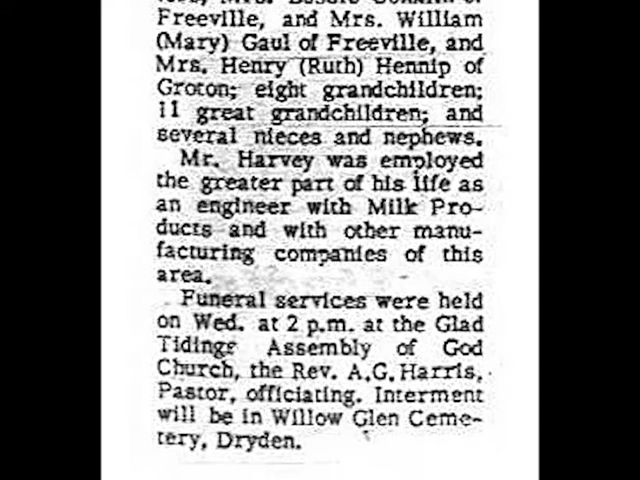 Freeville, and Mrs. William
(Mary) Gaul of Freeville, and
Mrs. Henry (Ruth) Hennip of
Groton; eight grandchildren;
11 great grandchildren; and
several nieces and nephews.
Mr. Harvey was employed
the greater part of his life as
an engineer with Milk Pro-
ducts and with other manu-
facturing companies of this
area.
Funeral services were held
on Wed. at 2 p.m. at the Glad
Tidings Assembly of God
Church, the Rev. A.G. Harris,
Pastor, officiating. Interment
will be in Willow Glen Ceme-
tery, Dryden.